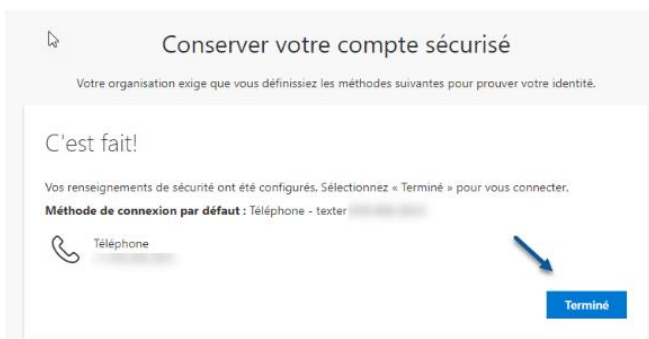 Conserver votre compte sécurisé
Votre organisation exige que vous définissiez les méthodes suivantes pour prouver votre identité.
C'est fait!
Vos renseignements de sécurité ont été configurés. Sélectionnez « Terminé » pour vous connecter.
Méthode de connexion par défaut : Téléphone - texter
Téléphone
Terminé